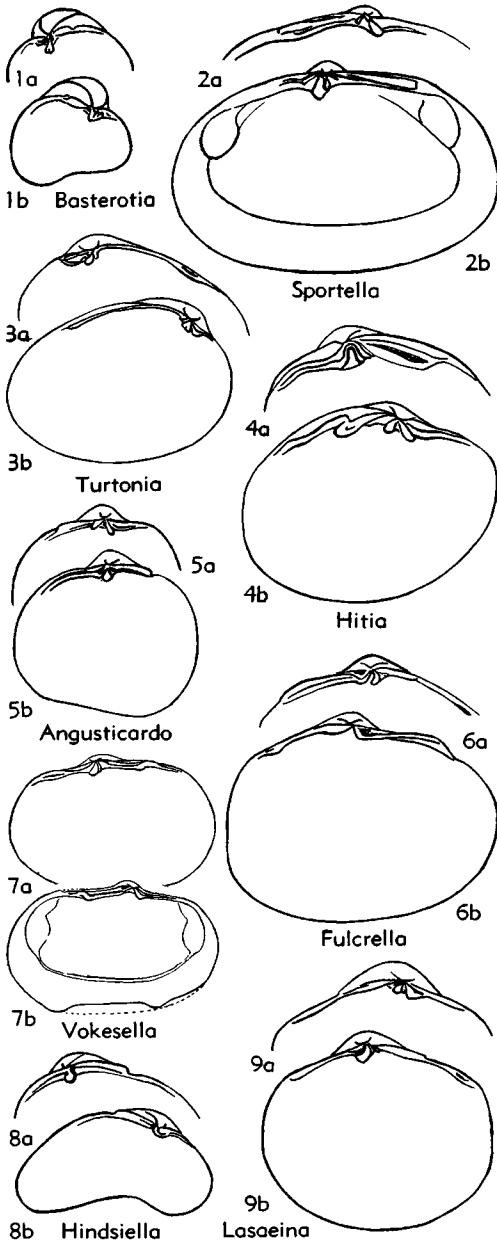 1a
1b Basterotia
2a
2b
Sportella
3a
3b
Turtonia
4a
4b
Hitia
5a
5b
Angusticardo
6a
6b
Fulcrella
7a
7b
Vokesella
8a
8b Hindsiella
9a
9b
Lasaeina